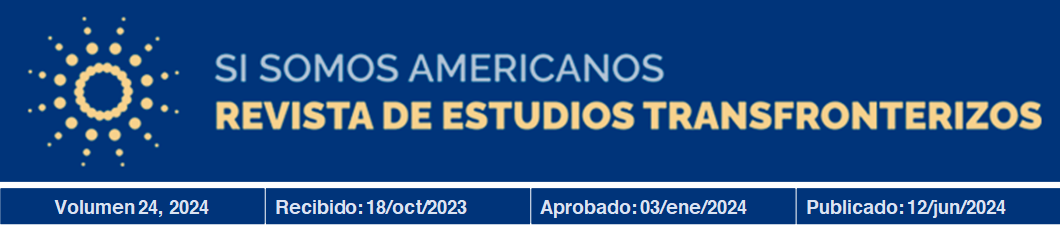 SI SOMOS AMERICANOS
REVISTA DE ESTUDIOS TRANSFRONTERIZOS
Volumen 24, 2024
Recibido: 18/oct/2023
Aprobado: 03/ene/2024
Publicado: 12/jun/2024